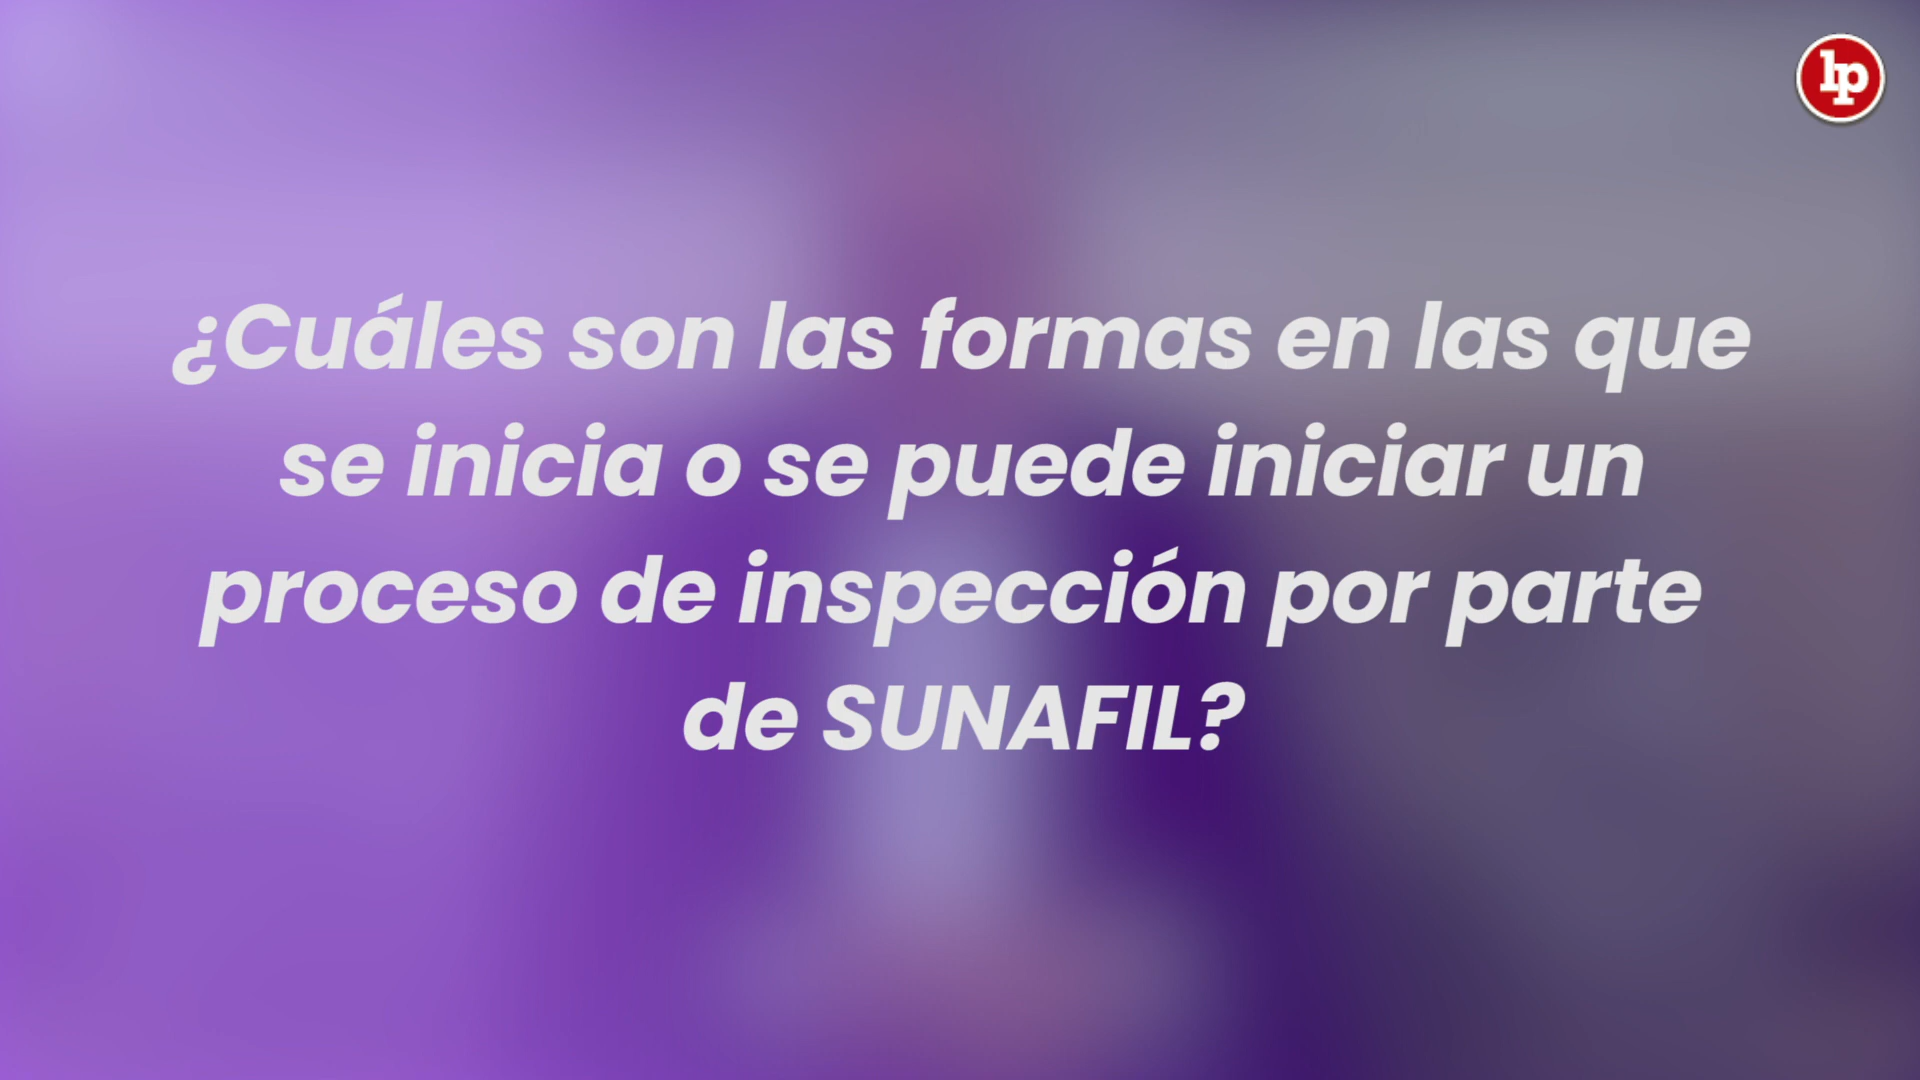 lp
¿Cuáles son las formas en las que
se inicia o se puede iniciar un
proceso de inspección por parte
de SUNAFIL?